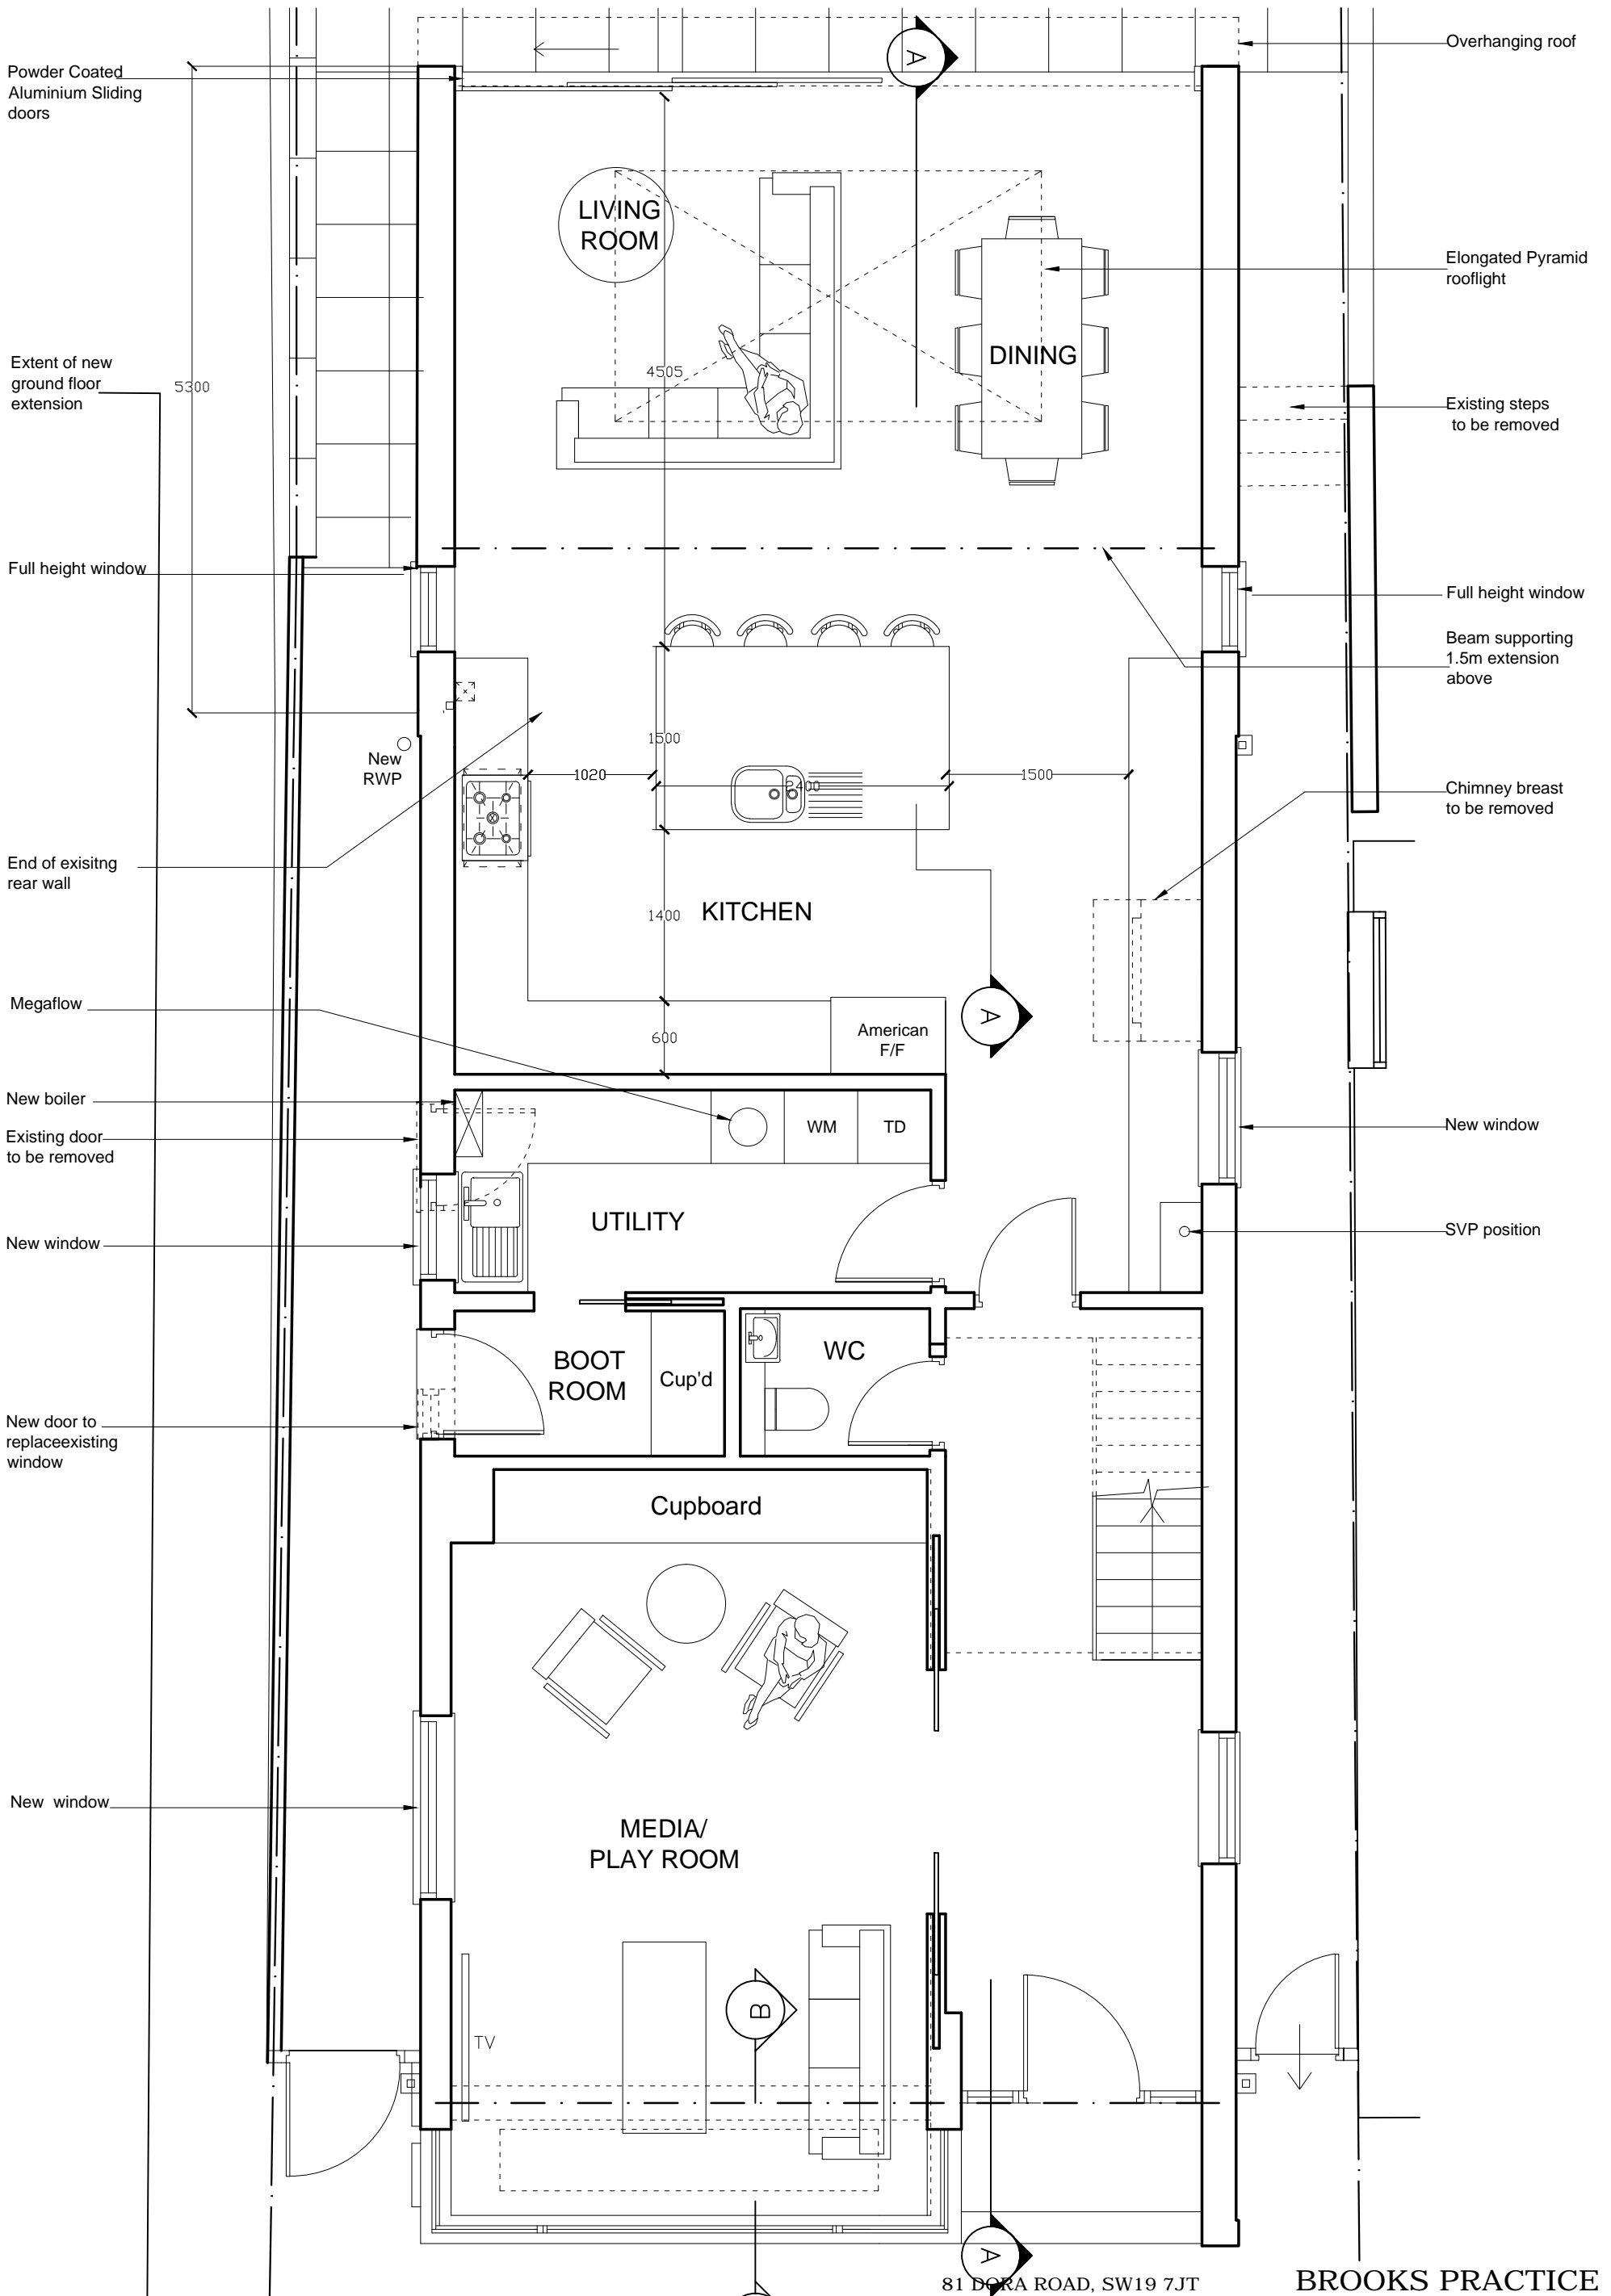 Overhanging roof
A
Powder Coated
Aluminium Sliding
doors
LIVING
ROOM
Elongated Pyramid
rooflight
DINING
Extent of new
ground floor
extension
5300
4505
Existing steps
to be removed
Full height window
Full height window
Beam supporting
1.5m extension
above
New
RWP
1500
1020
2400
1500
Chimney breast
to be removed
End of exisitng
rear wall
1400
KITCHEN
Megaflow
A
American
F/F
600
New boiler
WM
TD
New window
Existing door
to be removed
UTILITY
New window
SVP position
BOOT
ROOM
Cup'd
WC
New door to
replaceexisting
window
Cupboard
New window
MEDIA/
PLAY ROOM
B
TV
A
81 DORA ROAD, SW19 7JT
BROOKS PRACTICE